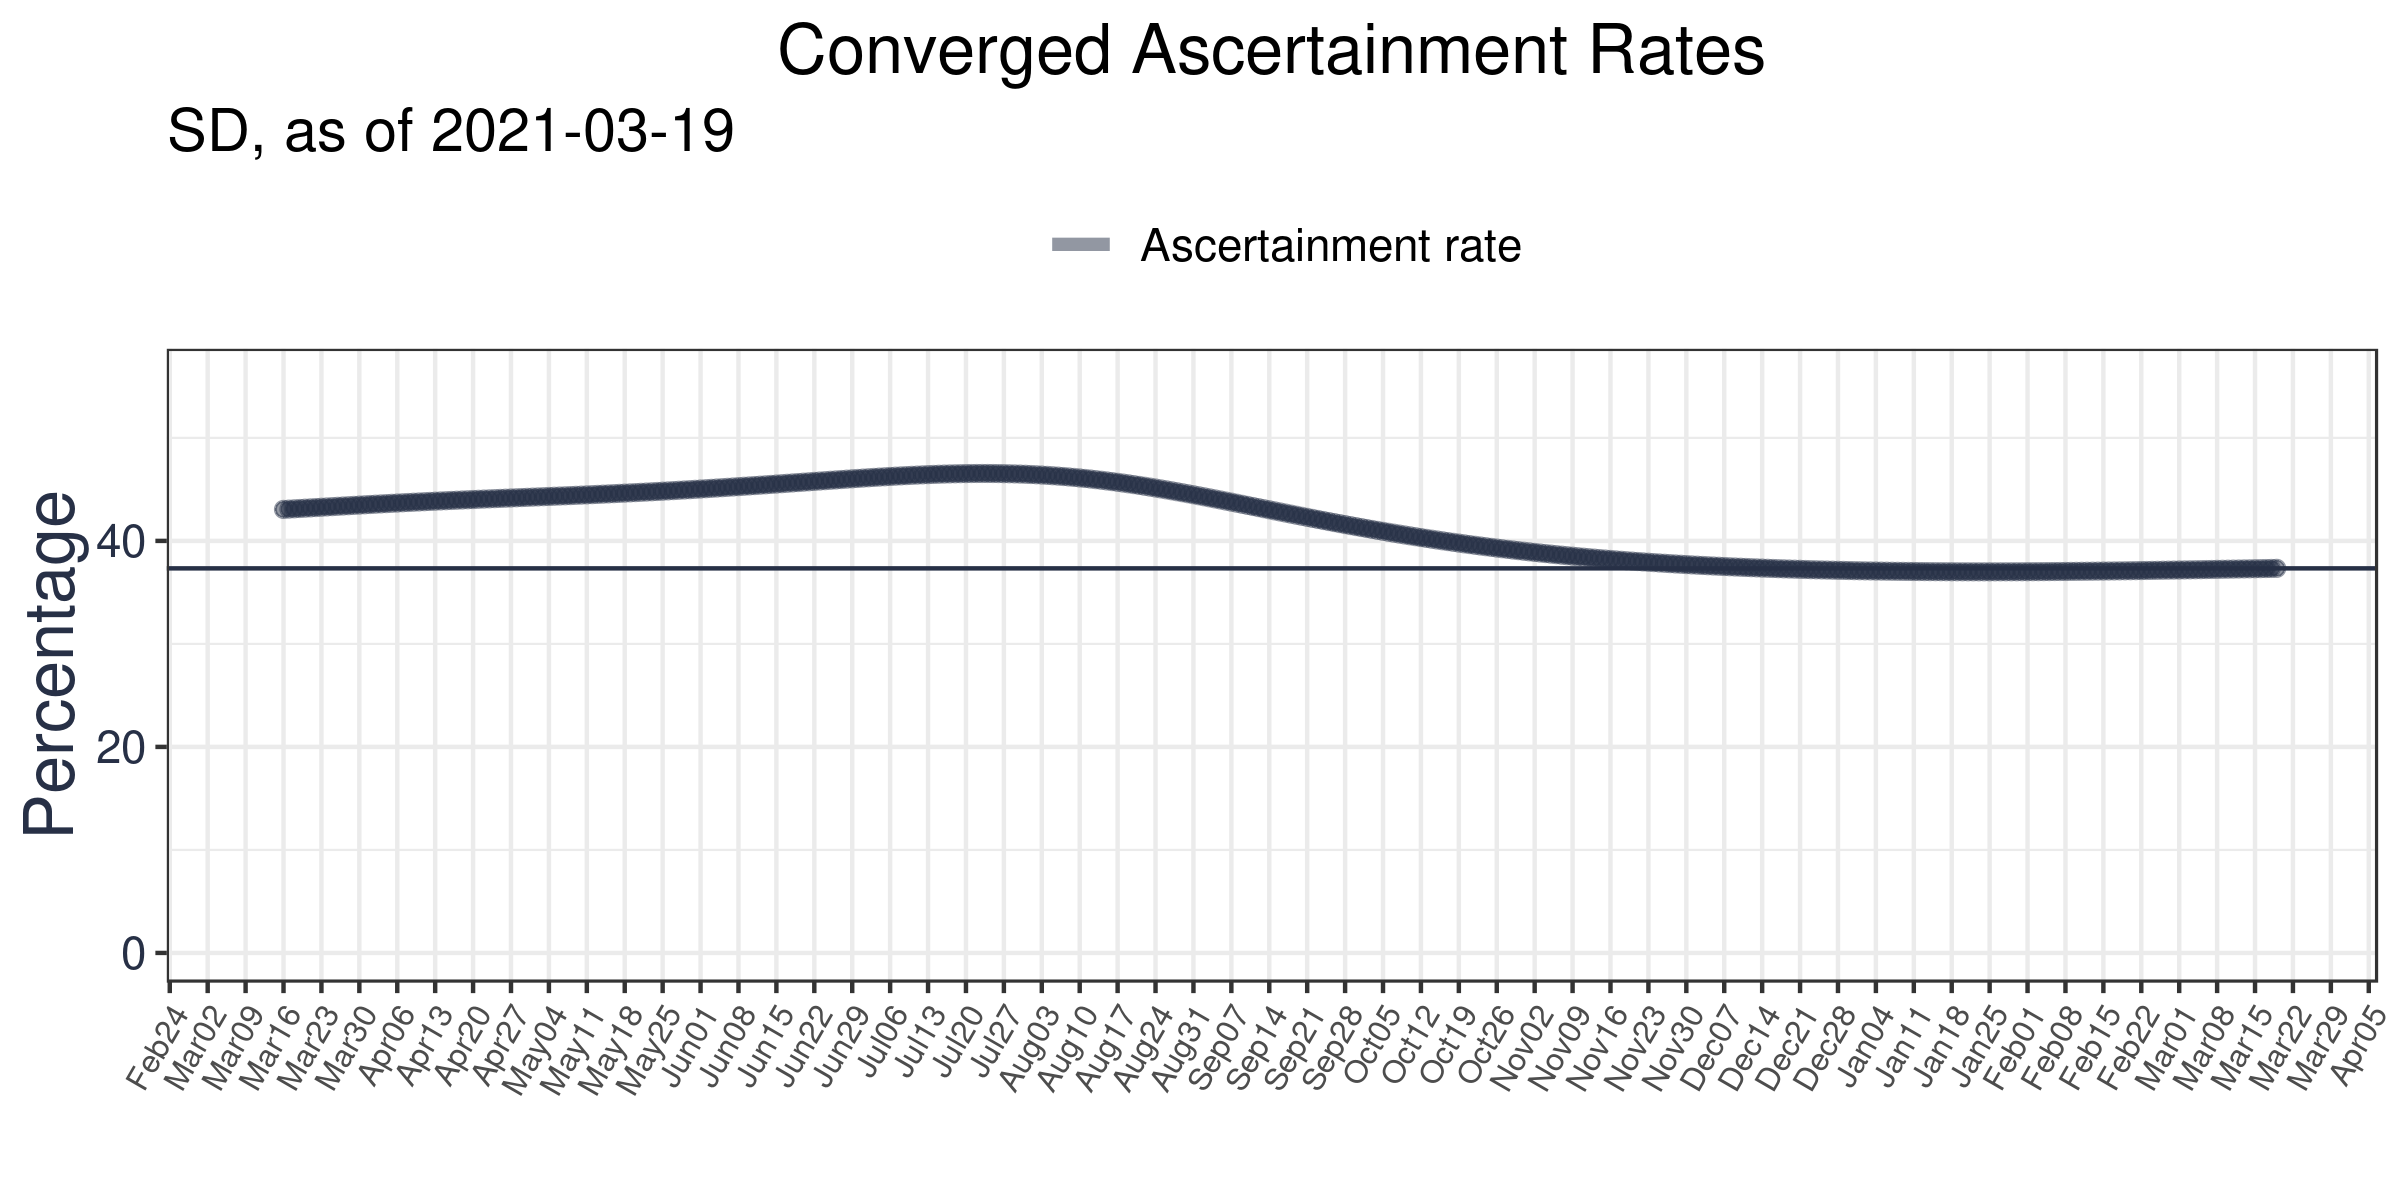 Converged Ascertainment Rates
SD, as of 2021-03-19
Ascertainment rate
Percentage
40
20
0
Feb24
Mar02
Mar09
Mar16
Mar23
Mar30
Apr06
Apr13
Apr20
Apr27
May04
May11
May18
May25
Jun01
Jun08
Jun15
Jun22
Jun29
Jul06
Jul13
Jul20
Jul27
Aug03
Aug10
Aug17
Aug24
Aug31
Sep07
Sep14
Sep21
Sep28
Oct05
Oct12
Oct19
Oct26
Nov02
Nov09
Nov16
Nov23
Nov30
Dec07
Dec14
Dec21
Dec28
Jan04
Jan11
Jan18
Jan25
Feb01
Feb08
Feb15
Feb22
Mar01
Mar08
Mar15
Mar22
Mar29
Apr05